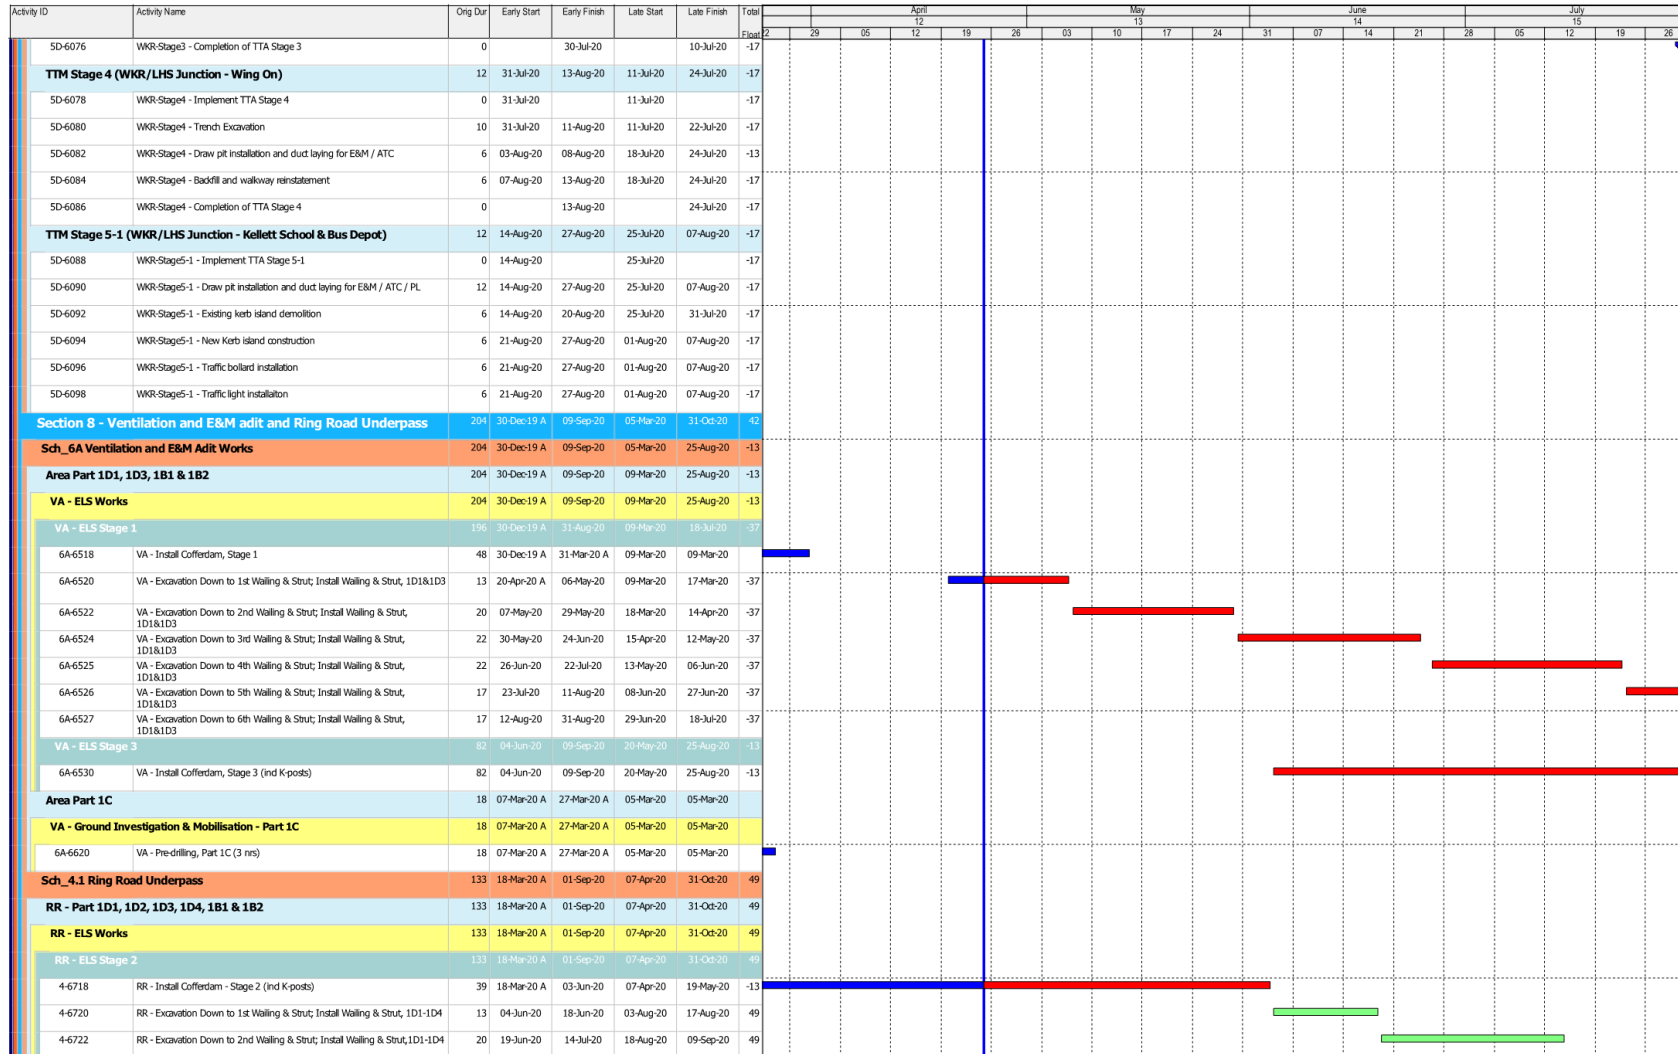 Activity ID Activity Name Orig Dur Early Start Early Finish Late Start Late Finish Total Float April May June July
12 13 14 15
22 29 05 12 19 26 03 10 17 24 31 07 14 21 28 05 12 19 26
5D-6076 WKR-Stage3 - Completion of TTA Stage 3 0 30-Jul-20 10-Jul-20 -17
TTM Stage 4 (WKR/LHS Junction - Wing On) 12 31-Jul-20 13-Aug-20 11-Jul-20 24-Jul-20 -17
5D-6078 WKR-Stage4 - Implement TTA Stage 4 0 31-Jul-20 11-Jul-20 -17
5D-6080 WKR-Stage4 - Trench Excavation 10 31-Jul-20 11-Aug-20 11-Jul-20 22-Jul-20 -17
5D-6082 WKR-Stage4 - Draw pit installation and duct laying for E&M / ATC 6 03-Aug-20 08-Aug-20 18-Jul-20 24-Jul-20 -13
5D-6084 WKR-Stage4 - Backfill and walkway reinstatement 6 07-Aug-20 13-Aug-20 18-Jul-20 24-Jul-20 -17
5D-6086 WKR-Stage4 - Completion of TTA Stage 4 0 13-Aug-20 24-Jul-20 -17
TTM Stage 5-1 (WKR/LHS Junction - Kellett School & Bus Depot) 12 14-Aug-20 27-Aug-20 25-Jul-20 07-Aug-20 -17
5D-6088 WKR-Stage5-1 - Implement TTA Stage 5-1 0 14-Aug-20 25-Jul-20 -17
5D-6090 WKR-Stage5-1 - Draw pit installation and duct laying for E&M / ATC / PL 12 14-Aug-20 27-Aug-20 25-Jul-20 07-Aug-20 -17
5D-6092 WKR-Stage5-1 - Existing kerb island demolition 6 14-Aug-20 20-Aug-20 25-Jul-20 31-Jul-20 -17
5D-6094 WKR-Stage5-1 - New Kerb island construction 6 21-Aug-20 27-Aug-20 01-Aug-20 07-Aug-20 -17
5D-6096 WKR-Stage5-1 - Traffic bollard installation 6 21-Aug-20 27-Aug-20 01-Aug-20 07-Aug-20 -17
5D-6098 WKR-Stage5-1 - Traffic light installaiton 6 21-Aug-20 27-Aug-20 01-Aug-20 07-Aug-20 -17
Section 8 - Ventilation and E&M adit and Ring Road Underpass 204 30-Dec-19 A 09-Sep-20 05-Mar-20 31-Oct-20 42
Sch_6A Ventilation and E&M Adit Works 204 30-Dec-19 A 09-Sep-20 05-Mar-20 25-Aug-20 -13
Area Part 1D1, 1D3, 1B1 & 1B2 204 30-Dec-19 A 09-Sep-20 09-Mar-20 25-Aug-20 -13
VA - ELS Works 204 30-Dec-19 A 09-Sep-20 09-Mar-20 25-Aug-20 -13
VA - ELS Stage 1 196 30-Dec-19 A 31-Aug-20 09-Mar-20 18-Jul-20 -37
6A-6518 VA - Install Cofferdam, Stage 1 48 30-Dec-19 A 31-Mar-20 A 09-Mar-20 09-Mar-20
6A-6520 VA - Excavation Down to 1st Wailing & Strut; Install Wailing & Strut, 1D1&1D3 13 20-Apr-20 A 06-May-20 09-Mar-20 17-Mar-20 -37
6A-6522 VA - Excavation Down to 2nd Wailing & Strut; Install Wailing & Strut, 20 07-May-20 29-May-20 18-Mar-20 14-Apr-20 -37
1D1&1D3
6A-6524 VA - Excavation Down to 3rd Wailing & Strut; Install Wailing & Strut, 22 30-May-20 24-Jun-20 15-Apr-20 12-May-20 -37
1D1&1D3
6A-6525 VA - Excavation Down to 4th Wailing & Strut; Install Wailing & Strut, 22 26-Jun-20 22-Jul-20 13-May-20 06-Jun-20 -37
1D1&1D3
6A-6526 VA - Excavation Down to 5th Wailing & Strut; Install Wailing & Strut, 17 23-Jul-20 11-Aug-20 08-Jun-20 27-Jun-20 -37
1D1&1D3
6A-6527 VA - Excavation Down to 6th Wailing & Strut; Install Wailing & Strut, 17 12-Aug-20 31-Aug-20 29-Jun-20 18-Jul-20 -37
1D1&1D3
VA - ELS Stage 3 82 04-Jun-20 09-Sep-20 20-May-20 25-Aug-20 -13
6A-6530 VA - Install Cofferdam, Stage 3 (incl K-posts) 82 04-Jun-20 09-Sep-20 20-May-20 25-Aug-20 -13
Area Part 1C 18 07-Mar-20 A 27-Mar-20 A 05-Mar-20 05-Mar-20
VA - Ground Investigation & Mobilisation - Part 1C 18 07-Mar-20 A 27-Mar-20 A 05-Mar-20 05-Mar-20
6A-6620 VA - Pre-drilling, Part 1C (3 nrs) 18 07-Mar-20 A 27-Mar-20 A 05-Mar-20 05-Mar-20
Sch_4.1 Ring Road Underpass 133 18-Mar-20 A 01-Sep-20 07-Apr-20 31-Oct-20 49
RR - Part 1D1, 1D2, 1D3, 1D4, 1B1 & 1B2 133 18-Mar-20 A 01-Sep-20 07-Apr-20 31-Oct-20 49
RR - ELS Works 133 18-Mar-20 A 01-Sep-20 07-Apr-20 31-Oct-20 49
RR - ELS Stage 2 133 18-Mar-20 A 01-Sep-20 07-Apr-20 31-Oct-20 49
4-6718 RR - Install Cofferdam - Stage 2 (incl K-posts) 39 18-Mar-20 A 03-Jun-20 07-Apr-20 19-May-20 -13
4-6720 RR - Excavation Down to 1st Wailing & Strut; Install Wailing & Strut, 1D1-1D4 13 04-Jun-20 18-Jun-20 03-Aug-20 17-Aug-20 49
4-6722 RR - Excavation Down to 2nd Wailing & Strut; Install Wailing & Strut,1D1-1D4 20 19-Jun-20 14-Jul-20 18-Aug-20 09-Sep-20 49